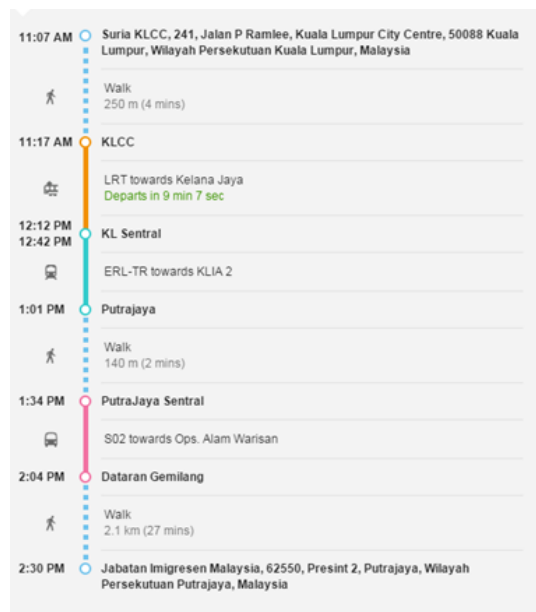 11:07 AM Suria KLCC, 241, Jalan P Ramlee, Kuala Lumpur City Centre, 50088 Kuala
Lumpur, Wilayah Persekutuan Kuala Lumpur, Malaysia
Walk
250 m (4 mins)
11:17 AM KLCC
LRT towards Kelana Jaya
Departs in 9 min 7 sec
12:12 PM
12:42 PM KL Sentral
ERL-TR towards KLIA 2
1:01 PM Putrajaya
Walk
140 m (2 mins)
1:34 PM PutraJaya Sentral
S02 towards Ops. Alam Warisan
2:04 PM Dataran Gemilang
Walk
2.1 km (27 mins)
2:30 PM Jabatan Imigresen Malaysia, 62550, Presint 2, Putrajaya, Wilayah
Persekutuan Putrajaya, Malaysia